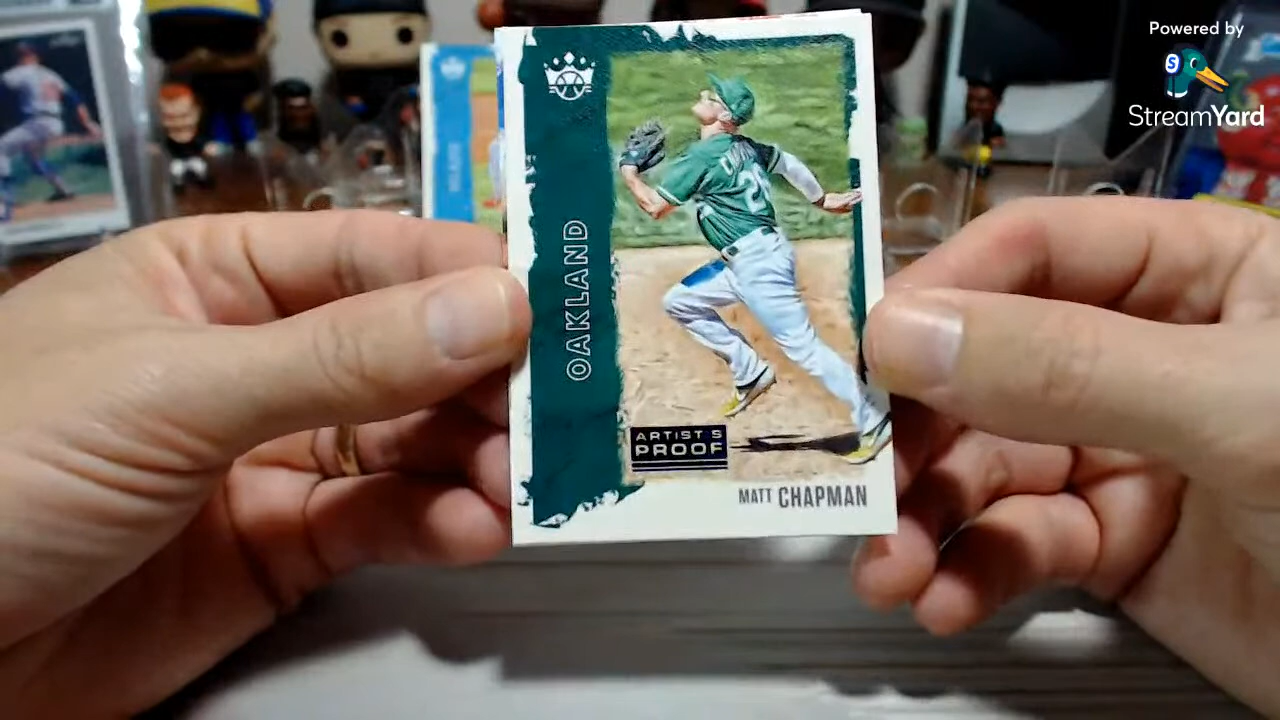 Powered by
StreamYard
OAKLAND
ARTIST'S
PROOF
MATT CHAPMAN